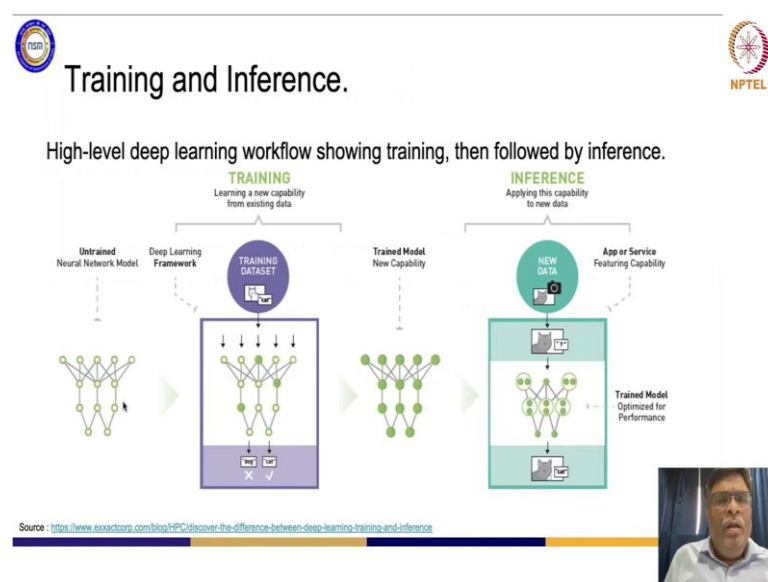 nsm
NPTEL
Training and Inference.
High-level deep learning workflow showing training, then followed by inference.
TRAINING
Learning a new capability
from existing data
INFERENCE
Applying this capability
to new data
Untrained
Neural Network Model
Deep Learning
Framework
TRAINING
DATASET
"cat"
Trained Model
New Capability
NEW
DATA
App or Service
Featuring Capability
"?"
Trained Model
Optimized for
Performance
"dog" "cat"
"cat"
Source : https://www.exxactcorp.com/blog/HPC/discover-the-difference-between-deep-learning-training-and-inference